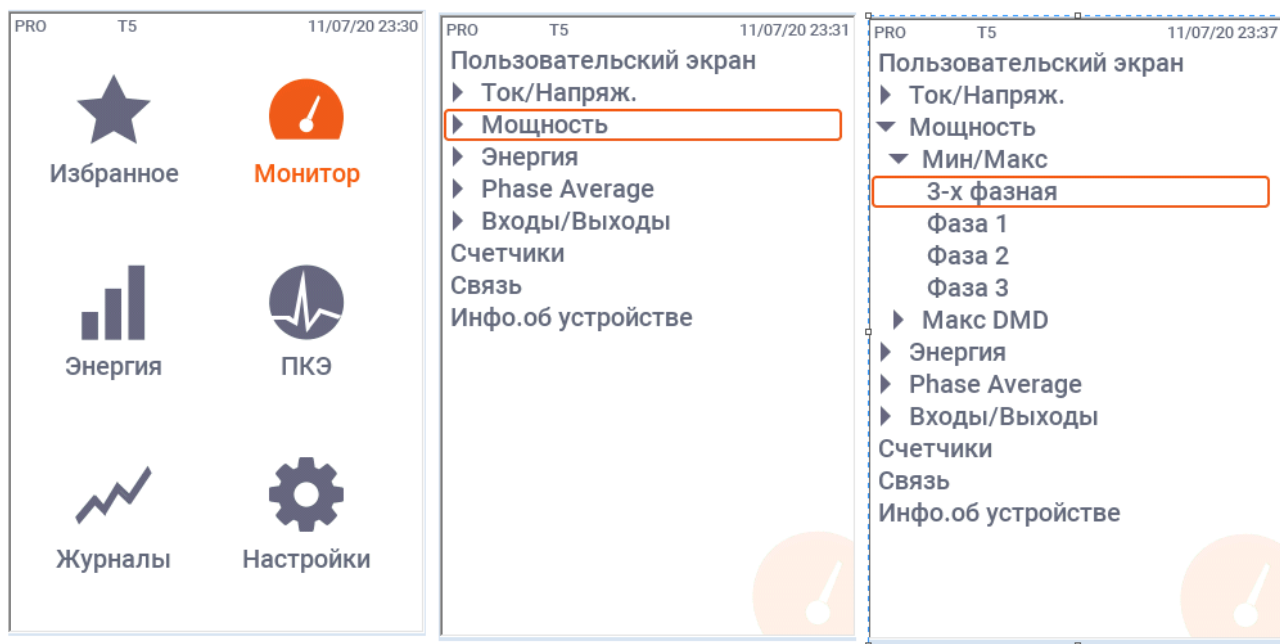 PRO T5 11/07/20 23:30
Избранное Монитор
Энергия ПКЭ
Журналы Настройки
PRO T5 11/07/20 23:31
Пользовательский экран
Ток/Напряж.
Мощность
Энергия
Phase Average
Входы/Выходы
Счетчики
Связь
Инфо.об устройстве
PRO T5 11/07/20 23:37
Пользовательский экран
Ток/Напряж.
Мощность
Мин/Макс
3-х фазная
Фаза 1
Фаза 2
Фаза 3
Макс DMD
Энергия
Phase Average
Входы/Выходы
Счетчики
Связь
Инфо.об устройстве